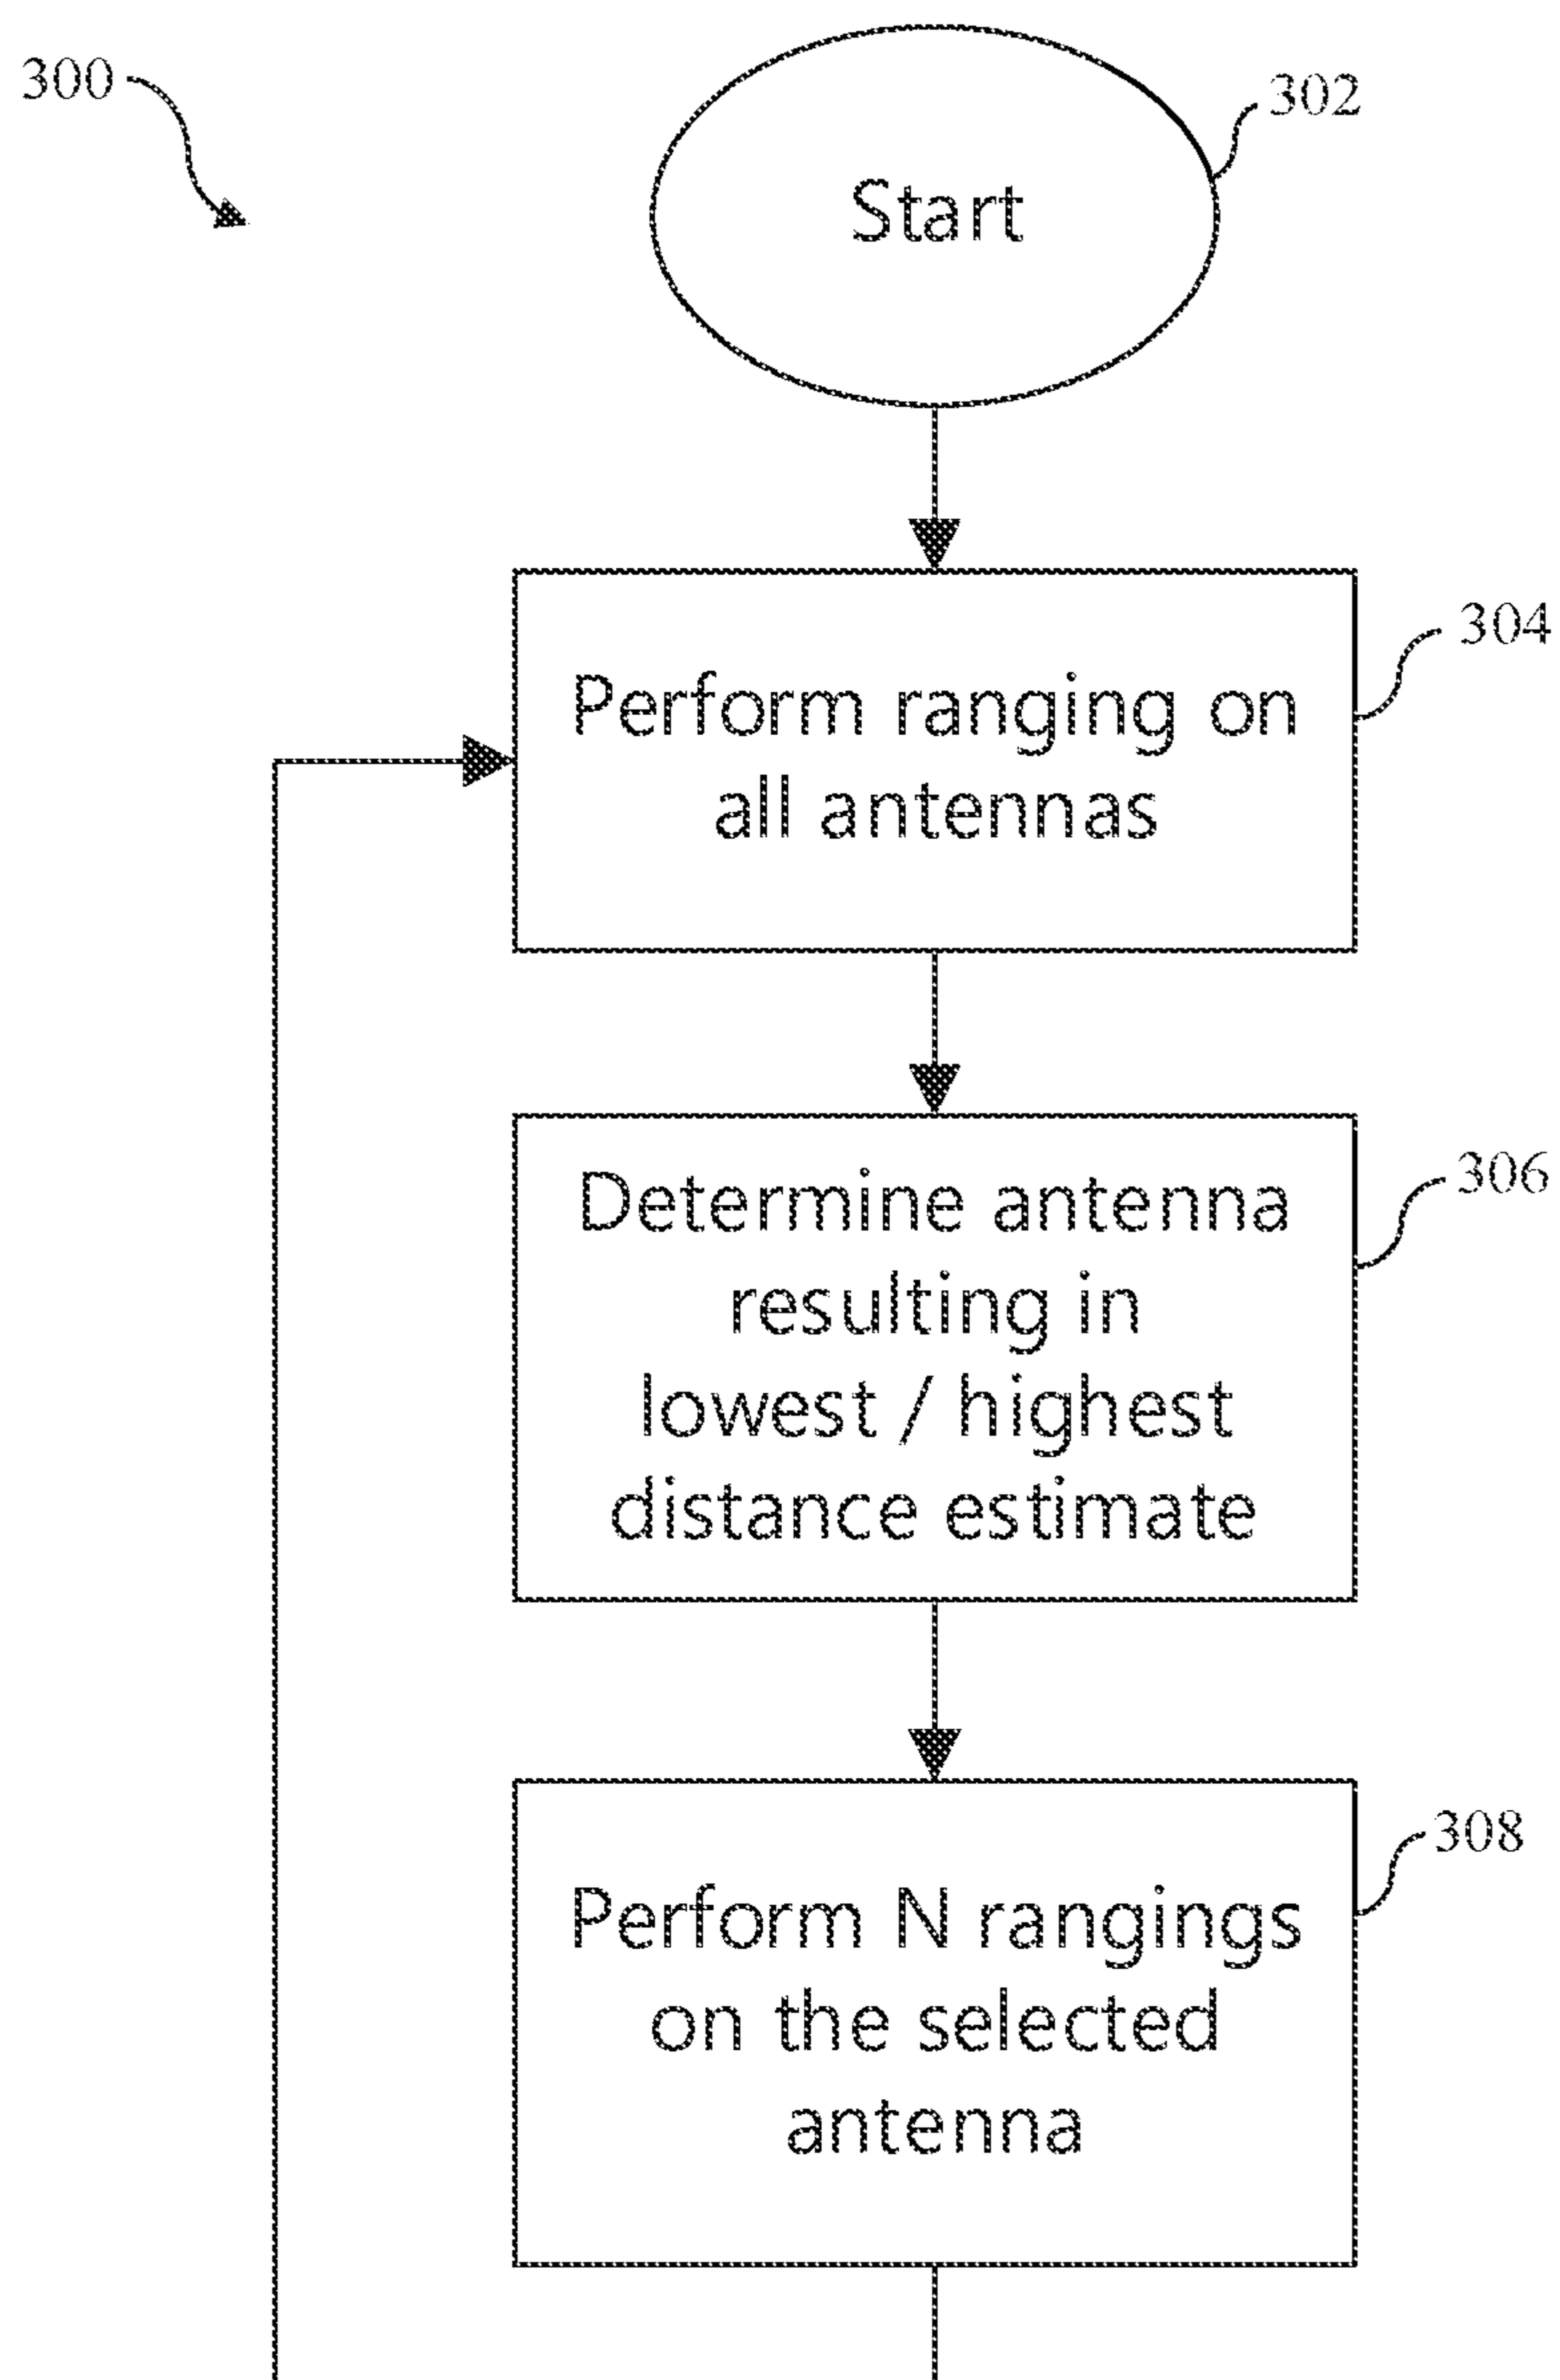 300
302
Start
304
Perform ranging on
all antennas
306
Determine antenna
resulting in
lowest / highest
distance estimate
308
Perform N rangings
on the selected
antenna